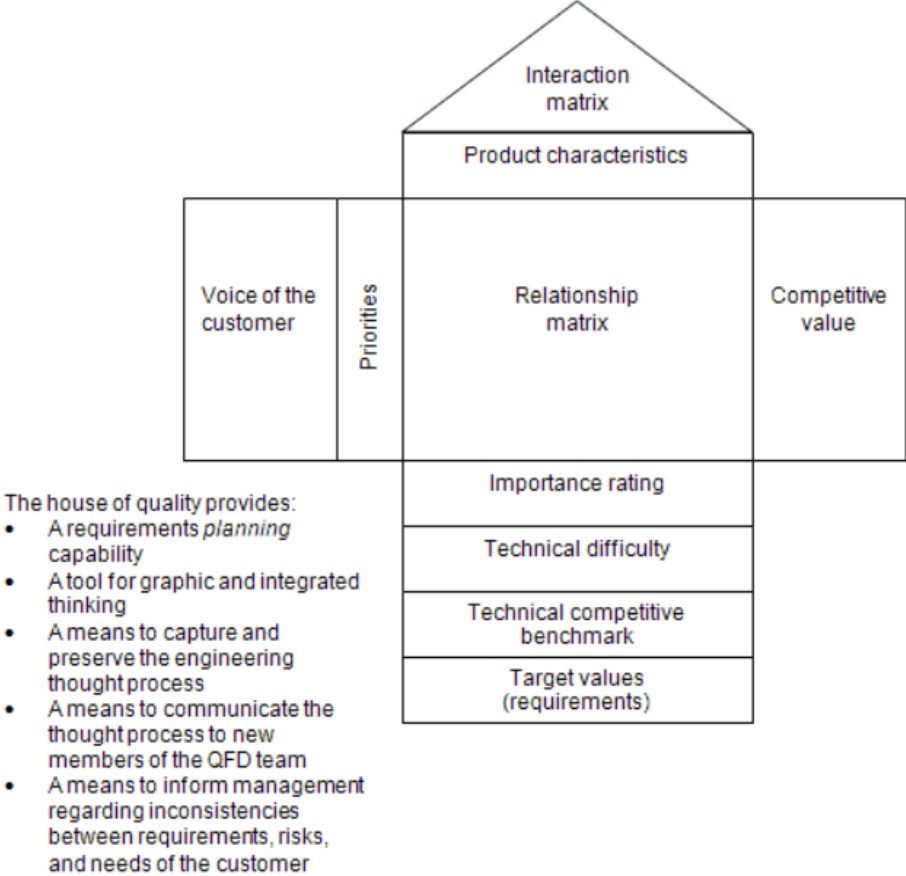 Interaction
matrix
Product characteristics
Voice of the
customer
Priorities
Relationship
matrix
Competitive
value
Importance rating
Technical difficulty
Technical competitive
benchmark
Target values
(requirements)
The house of quality provides:
• A requirements planning
capability
• A tool for graphic and integrated
thinking
• A means to capture and
preserve the engineering
thought process
• A means to communicate the
thought process to new
members of the QFD team
• A means to inform management
regarding inconsistencies
between requirements, risks,
and needs of the customer